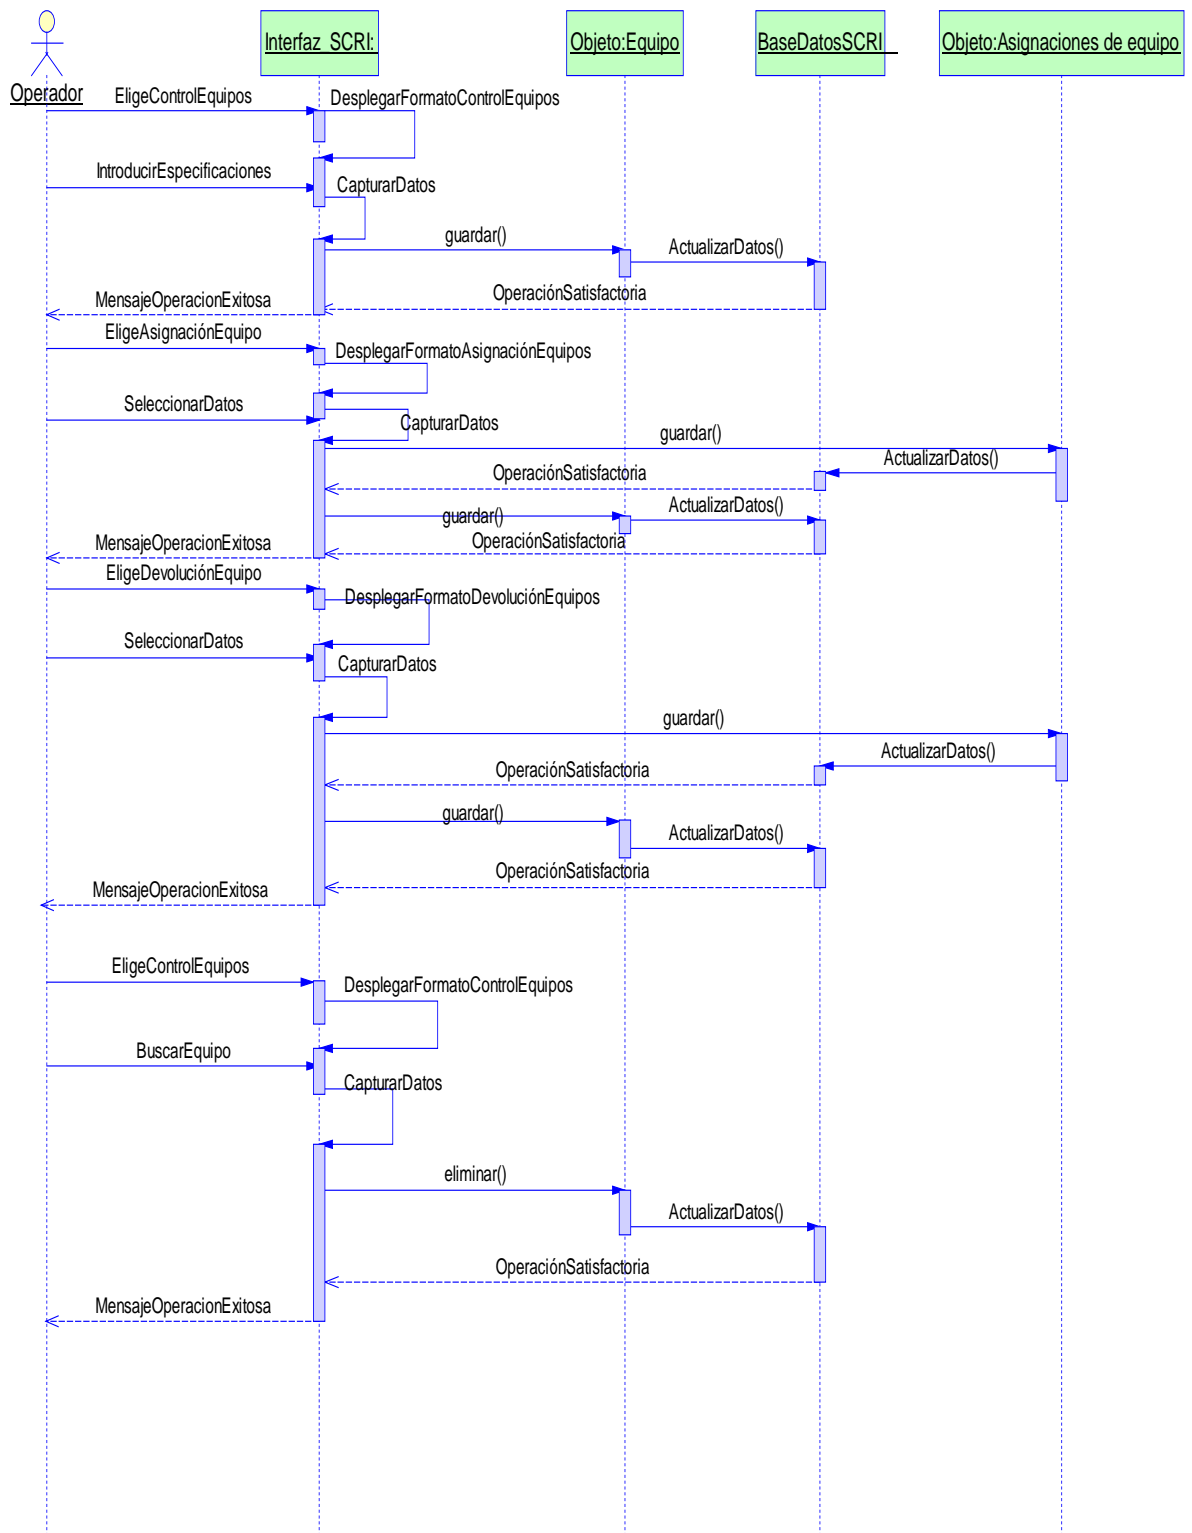 Operador
Interfaz_SCRI:
Objeto:Equipo
BaseDatosSCRI
Objeto:Asignaciones de equipo
EligeControlEquipos
DesplegarFormatoControlEquipos
IntroducirEspecificaciones
CapturarDatos
guardar()
ActualizarDatos()
OperaciónSatisfactoria
MensajeOperacionExitosa
EligeAsignaciónEquipo
DesplegarFormatoAsignaciónEquipos
SeleccionarDatos
CapturarDatos
guardar()
ActualizarDatos()
OperaciónSatisfactoria
guardar()
ActualizarDatos()
OperaciónSatisfactoria
MensajeOperacionExitosa
EligeDevoluciónEquipo
DesplegarFormatoDevoluciónEquipos
SeleccionarDatos
CapturarDatos
guardar()
ActualizarDatos()
OperaciónSatisfactoria
guardar()
ActualizarDatos()
OperaciónSatisfactoria
MensajeOperacionExitosa
EligeControlEquipos
DesplegarFormatoControlEquipos
BuscarEquipo
CapturarDatos
eliminar()
ActualizarDatos()
OperaciónSatisfactoria
MensajeOperacionExitosa